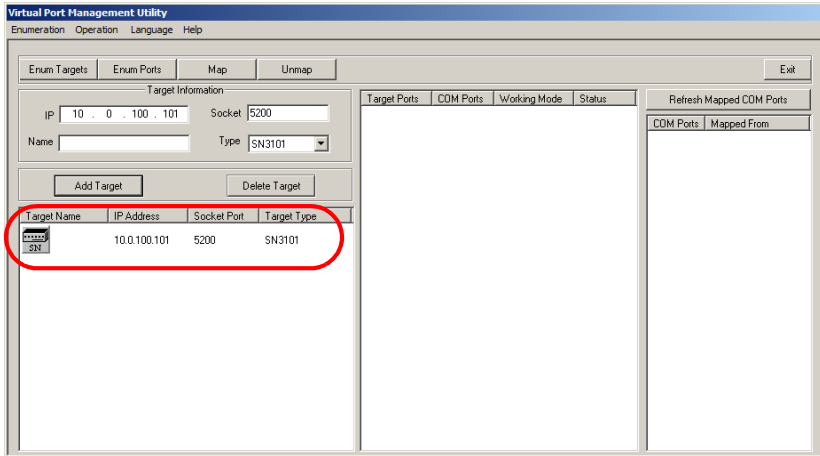 Virtual Port Management Utility
Enumeration Operation Language Help
Enum Targets Enum Ports Map Unmap Exit
Target Information
IP 10 . 0 . 100 . 101 Socket 5200
Name Type SN3101
Add Target Delete Target
Target Name IP Address Socket Port Target Type
SN 10.0.100.101 5200 SN3101
Target Ports COM Ports Working Mode Status
Refresh Mapped COM Ports
COM Ports Mapped From